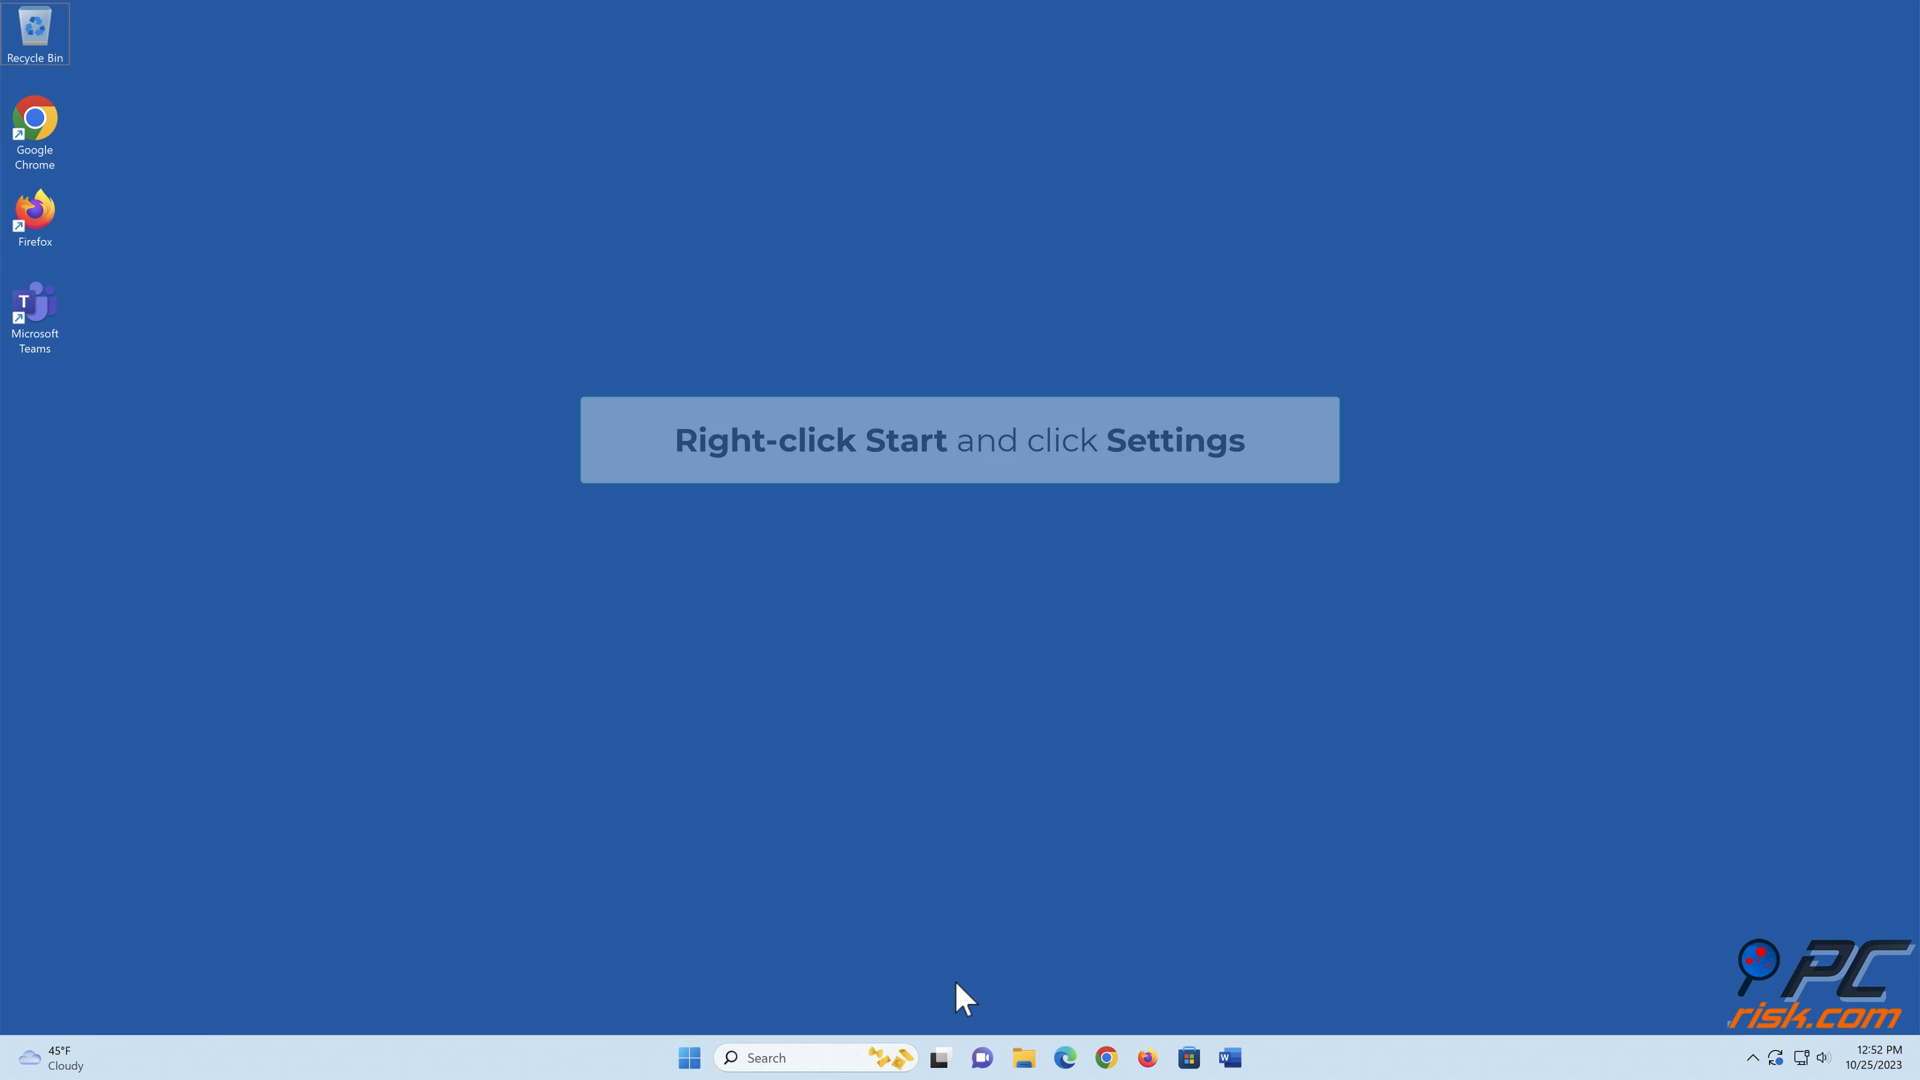 Recycle Bin
Google
Chrome
Firefox
T
Microsoft
Teams
Right-click Start and click Settings
PC
risk.com
45°F
Cloudy
Search
W
12:52 PM
10/25/2023